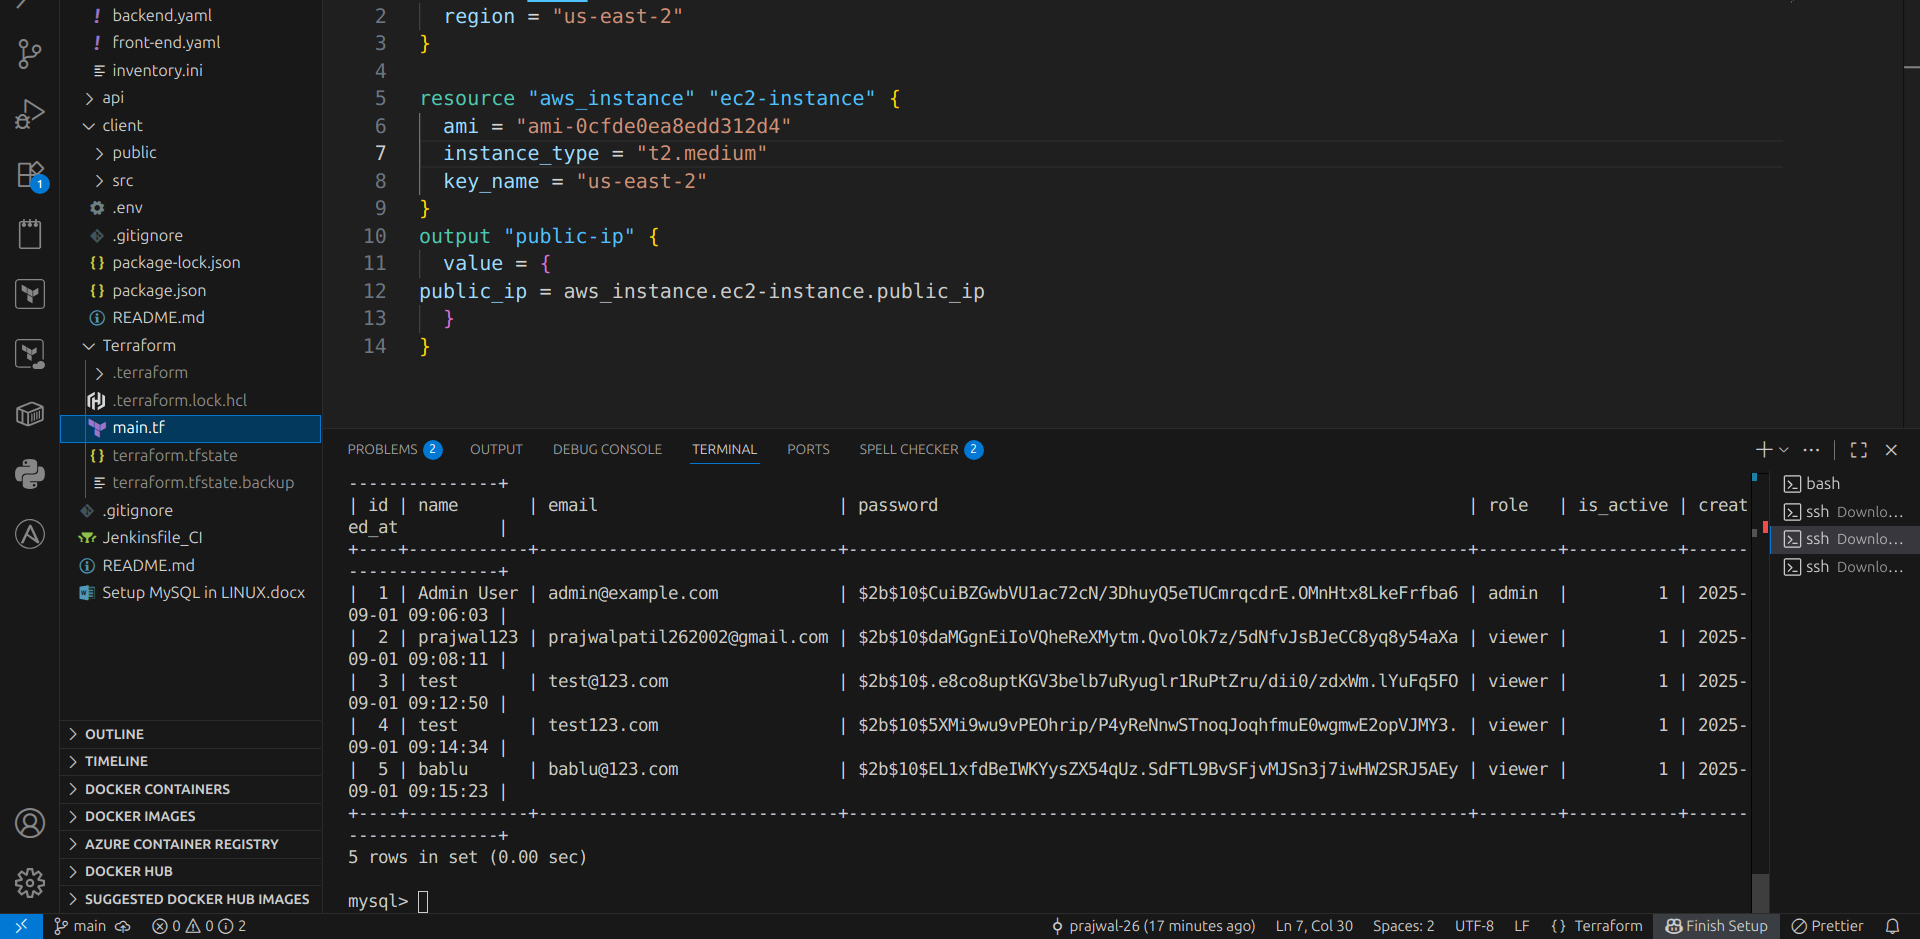 backend.yaml
front-end.yaml
inventory.ini
api
client
public
src
.env
.gitignore
package-lock.json
package.json
README.md
Terraform
.terraform
.terraform.lock.hcl
main.tf
terraform.tfstate
terraform.tfstate.backup
.gitignore
Jenkinsfile_CI
README.md
Setup MySQL in LINUX.docx
OUTLINE
TIMELINE
DOCKER CONTAINERS
DOCKER IMAGES
AZURE CONTAINER REGISTRY
DOCKER HUB
SUGGESTED DOCKER HUB IMAGES
1
2 region = "us-east-2"
3 }
4
5 resource "aws_instance" "ec2-instance" {
6 ami = "ami-0cfde0ea8edd312d4"
7 instance_type = "t2.medium"
8 key_name = "us-east-2"
9 }
10 output "public-ip" {
11 value = {
12 public_ip = aws_instance.ec2-instance.public_ip
13 }
14 }
PROBLEMS 2 OUTPUT DEBUG CONSOLE TERMINAL PORTS SPELL CHECKER 2
---------------+
| id | name | email | password | role | is_active | creat
ed_at |
+----+------------+------------------------------+--------------------------------------------------------------+--------+-----------+------
---------------+
| 1 | Admin User | admin@example.com | $2b$10$CuiBZGwbVU1ac72cN/3DhuyQ5eTUCmrqcdrE.OMnHtx8LkeFrfba6 | admin | 1 | 2025-
09-01 09:06:03 |
| 2 | prajwal123 | prajwalpatil262002@gmail.com | $2b$10$daMGgnEiIoVQheReXMytm.QvolOk7z/5dNfvJsBJeCC8yq8y54aXa | viewer | 1 | 2025-
09-01 09:08:11 |
| 3 | test | test@123.com | $2b$10$.e8co8uptKGV3belb7uRyuglr1RuPtZru/dii0/zdxWm.lYuFq5FO | viewer | 1 | 2025-
09-01 09:12:50 |
| 4 | test | test123.com | $2b$10$5XMi9wu9vPEOhrip/P4yReNnwSTnoqJoqhfmuE0wgmwE2opVJMY3. | viewer | 1 | 2025-
09-01 09:14:34 |
| 5 | bablu | bablu@123.com | $2b$10$EL1xfdBeIWKYysZX54qUz.SdFTL9BvSFjvMJSn3j7iwHW2SRJ5AEy | viewer | 1 | 2025-
09-01 09:15:23 |
+----+------------+------------------------------+--------------------------------------------------------------+--------+-----------+------
---------------+
5 rows in set (0.00 sec)
mysql>
bash
ssh Downlo...
ssh Downlo...
ssh Downlo...
main 0 0 2 prajwal-26 (17 minutes ago) Ln 7, Col 30 Spaces: 2 UTF-8 LF {} Terraform Finish Setup Prettier